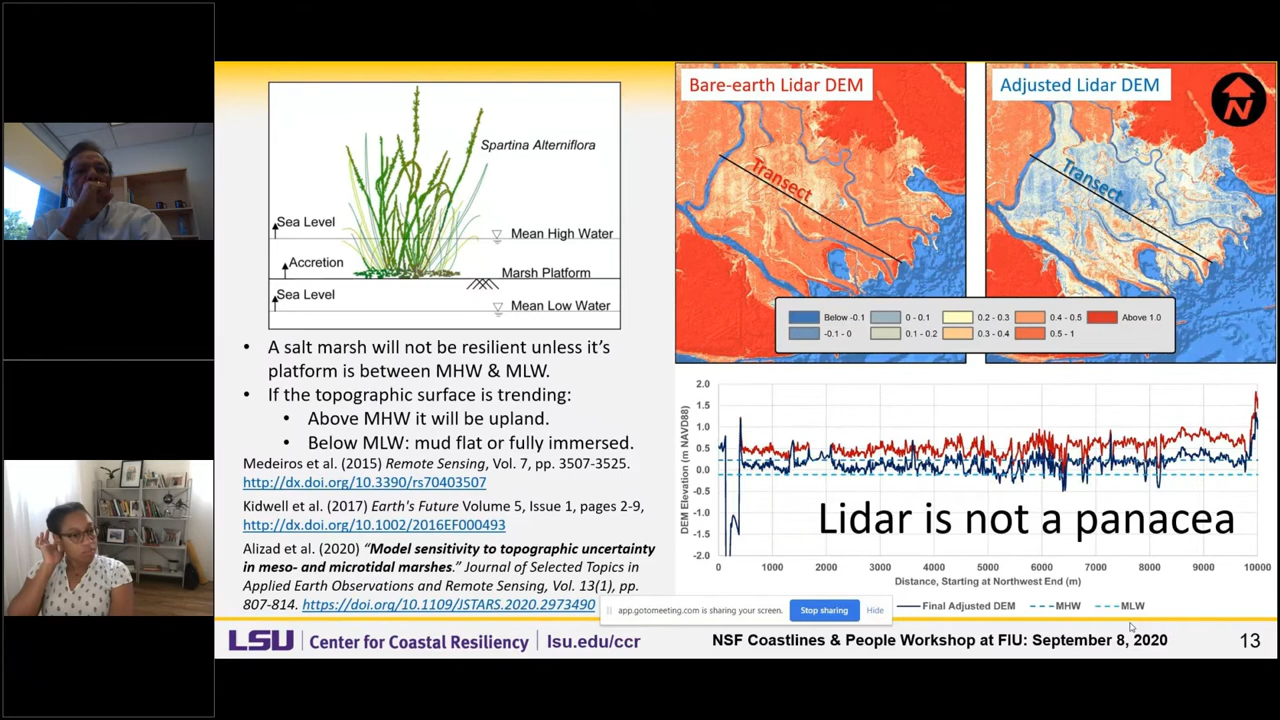 Spartina Alterniflora
Sea Level
Mean High Water
Accretion
Marsh Platform
Sea Level
Mean Low Water
• A salt marsh will not be resilient unless it's
platform is between MHW & MLW.
• If the topographic surface is trending:
• Above MHW it will be upland.
• Below MLW: mud flat or fully immersed.
Medeiros et al. (2015) Remote Sensing, Vol. 7, pp. 3507-3525.
http://dx.doi.org/10.3390/rs70403507
Kidwell et al. (2017) Earth's Future Volume 5, Issue 1, pages 2-9,
http://dx.doi.org/10.1002/2016EF000493
Alizad et al. (2020) “Model sensitivity to topographic uncertainty
in meso- and microtidal marshes.” Journal of Selected Topics in
Applied Earth Observations and Remote Sensing, Vol. 13(1), pp.
807-814. https://doi.org/10.1109/JSTARS.2020.2973490
Bare-earth Lidar DEM
Transect
Adjusted Lidar DEM
N
Transect
Below -0.1 0 - 0.1 0.2 - 0.3 0.4 - 0.5 Above 1.0
-0.1 - 0 0.1 - 0.2 0.3 - 0.4 0.5 - 1
DEM Elevation (m NAVD88)
2.0
1.5
1.0
0.5
0.0
-0.5
-1.0
-1.5
-2.0
Lidar is not a panacea
0 1000 2000 3000 4000 5000 6000 7000 8000 9000 10000
Distance, Starting at Northwest End (m)
Final Adjusted DEM MHW MLW
app.gotomeeting.com is sharing your screen. Stop sharing Hide
LSU Center for Coastal Resiliency lsu.edu/ccr
NSF Coastlines & People Workshop at FIU: September 8, 2020 13